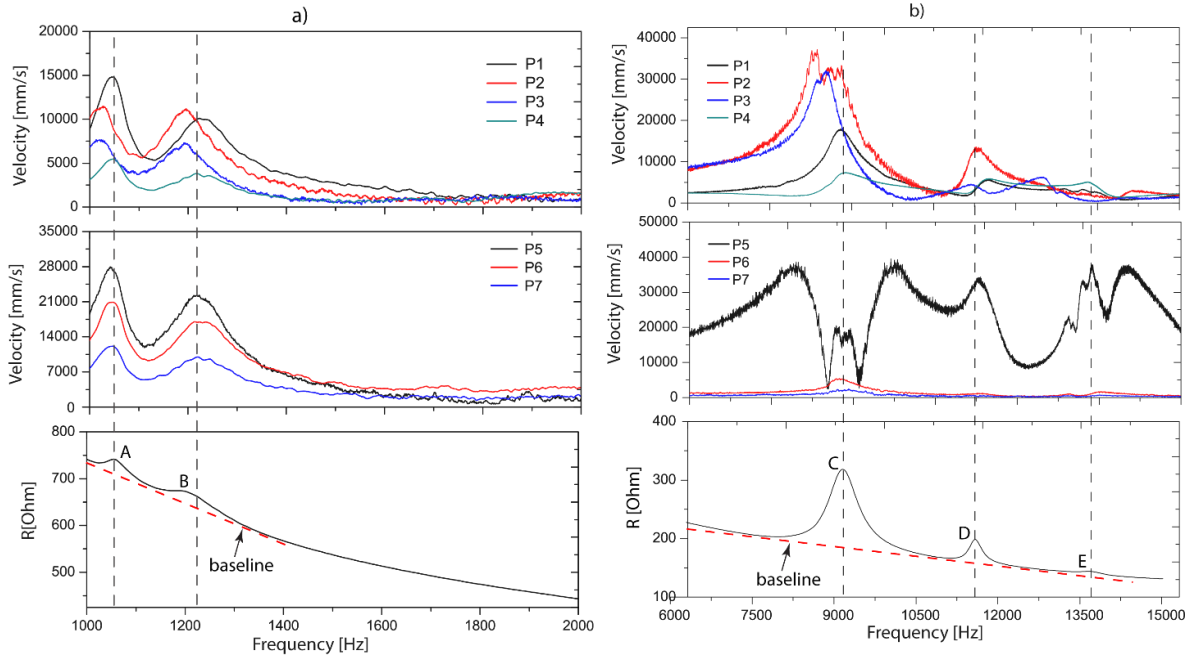 a)
20000
15000
10000
5000
0
Velocity [mm/s]
P1
P2
P3
P4
35000
28000
21000
14000
7000
0
Velocity [mm/s]
P5
P6
P7
800
700
600
500
R[Ohm]
A
B
baseline
1000 1200 1400 1600 1800 2000
Frequency [Hz]
b)
40000
30000
20000
10000
0
Velocity [mm/s]
P1
P2
P3
P4
50000
40000
30000
20000
10000
0
Velocity [mm/s]
P5
P6
P7
400
300
200
100
R [Ohm]
C
D
E
baseline
6000 7500 9000 10500 12000 13500 15000
Frequency [Hz]